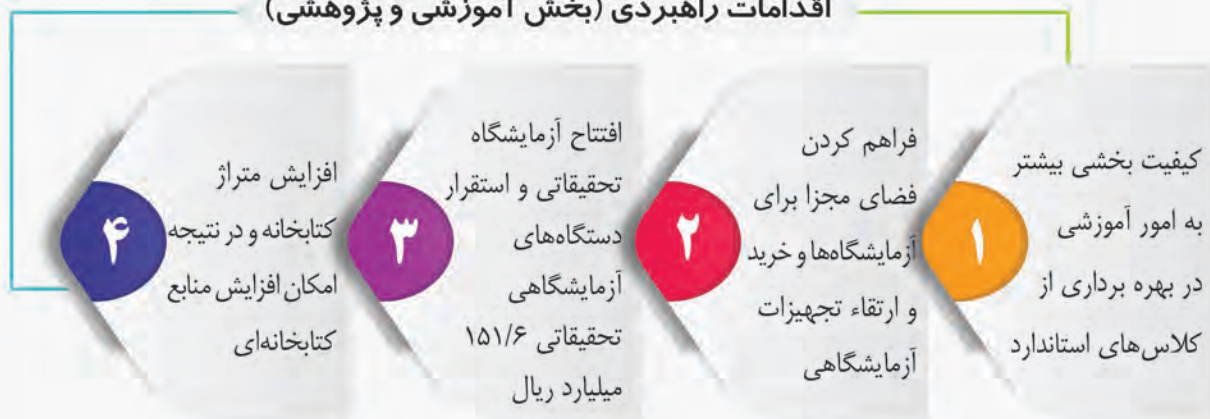 اقدامات راهبردی (بخش آموزشی و پژوهشی)
۱
کیفیت بخشی بیشتر
به امور آموزشی
در بهره برداری از
کلاس‌های استاندارد
۲
فراهم کردن
فضای مجزا برای
آزمایشگاه‌ها و خرید
و ارتقاء تجهیزات
آزمایشگاهی
۳
افتتاح آزمایشگاه
تحقیقاتی و استقرار
دستگاه‌های
آزمایشگاهی
تحقیقاتی ۱۵۱/۶
میلیارد ریال
۴
افزایش متراژ
کتابخانه و در نتیجه
امکان افزایش منابع
کتابخانه‌ای